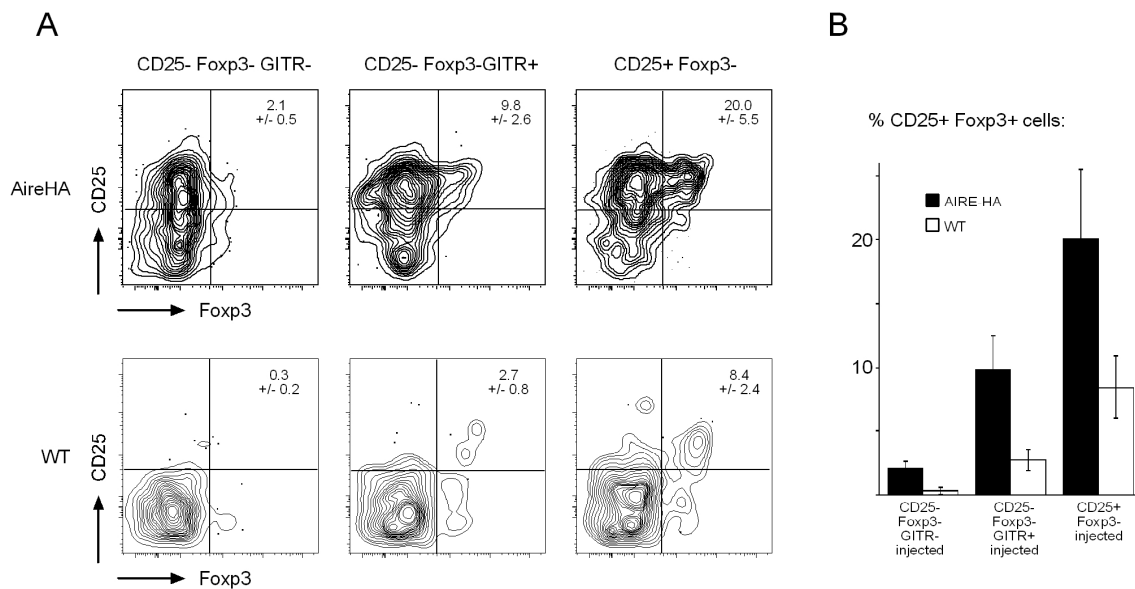 A
CD25- Foxp3- GITR-
CD25- Foxp3-GITR+
CD25+ Foxp3-
AireHA
CD25
2.1
+/- 0.5
9.8
+/- 2.6
20.0
+/- 5.5
Foxp3
WT
CD25
0.3
+/- 0.2
2.7
+/- 0.8
8.4
+/- 2.4
Foxp3
B
% CD25+ Foxp3+ cells:
AIRE HA
WT
20
10
CD25-
Foxp3-
GITR-
injected
CD25-
Foxp3-
GITR+
injected
CD25+
Foxp3-
injected